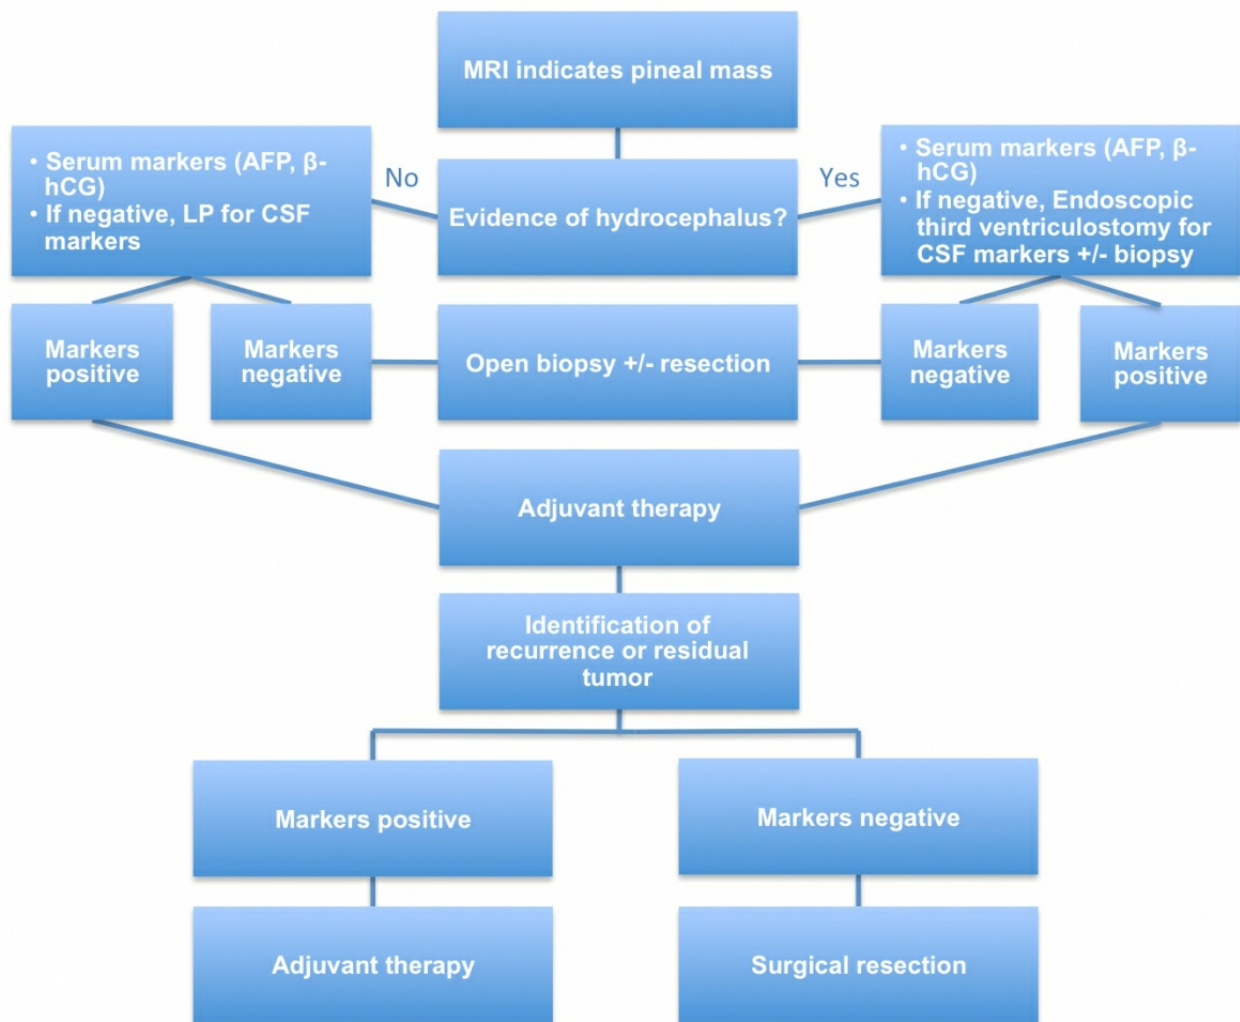 MRI indicates pineal mass
• Serum markers (AFP, β-
hCG)
• If negative, LP for CSF
markers
No
Evidence of hydrocephalus?
Yes
• Serum markers (AFP, β-
hCG)
• If negative, Endoscopic
third ventriculostomy for
CSF markers +/- biopsy
Markers
positive
Markers
negative
Open biopsy +/- resection
Markers
negative
Markers
positive
Adjuvant therapy
Identification of
recurrence or residual
tumor
Markers positive
Markers negative
Adjuvant therapy
Surgical resection